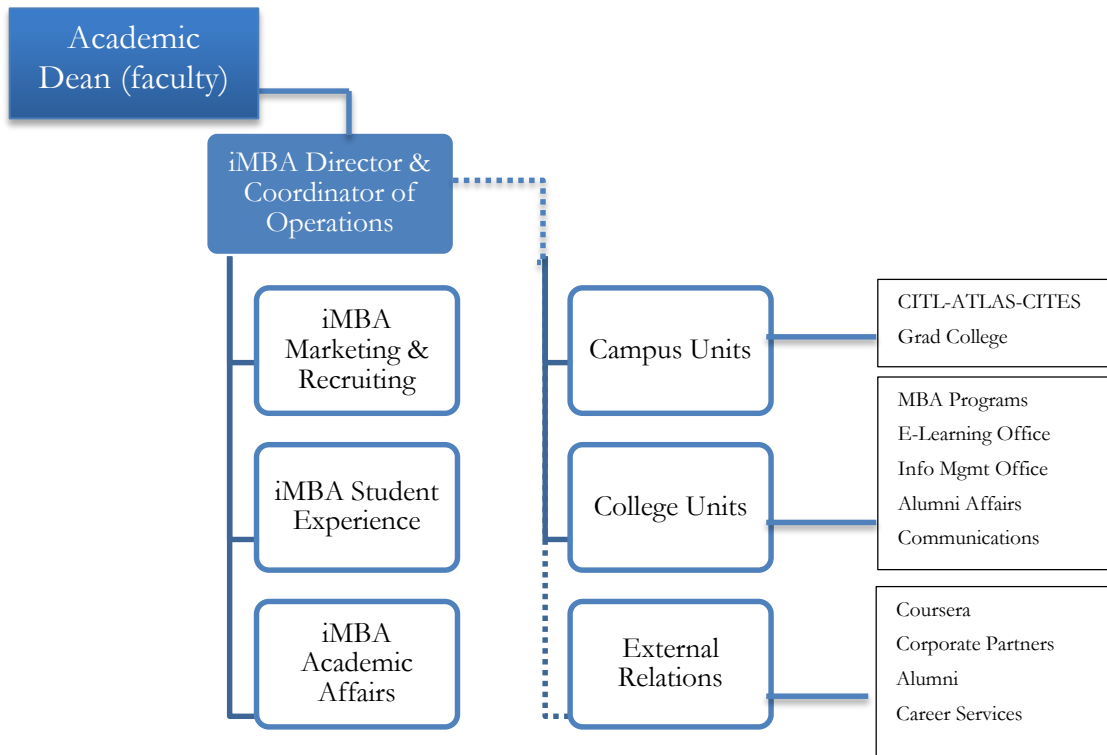 Academic
Dean (faculty)
iMBA Director &
Coordinator of
Operations
iMBA
Marketing &
Recruiting
iMBA Student
Experience
iMBA
Academic
Affairs
Campus Units
College Units
External
Relations
CITL-ATLAS-CITES
Grad College
MBA Programs
E-Learning Office
Info Mgmt Office
Alumni Affairs
Communications
Coursera
Corporate Partners
Alumni
Career Services